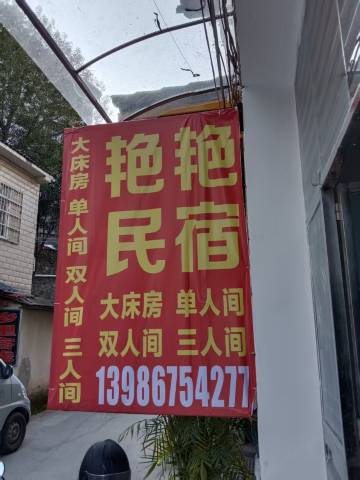 大床房 单人间 双人间 三人间
艳艳
民宿
大床房 单人间
双人间 三人间
13986754277